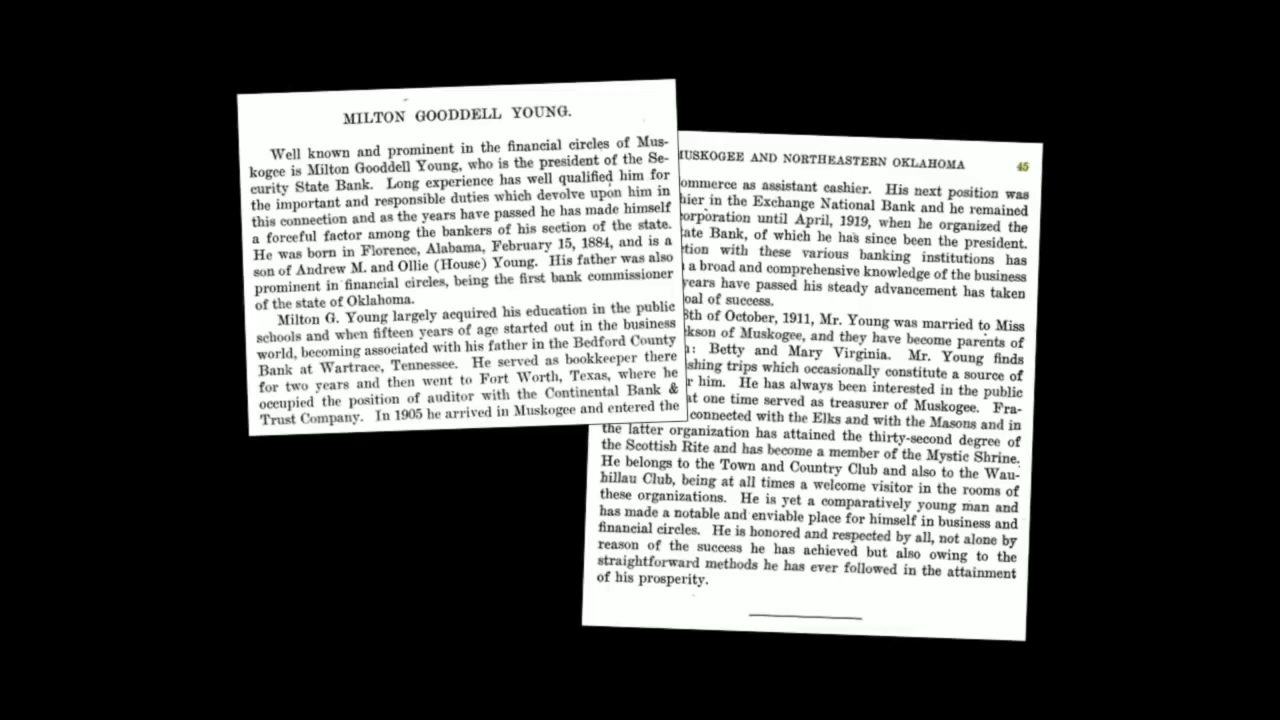 MILTON GOODDELL YOUNG.
Well known and prominent in the financial circles of Mus-
kogee is Milton Gooddell Young, who is the president of the Se-
curity State Bank. Long experience has well qualified him for
the important and responsible duties which devolve upon him in
this connection and as the years have passed he has made himself
a forceful factor among the bankers of his section of the state.
He was born in Florence, Alabama, February 15, 1884, and is a
son of Andrew M. and Ollie (House) Young. His father was also
prominent in financial circles, being the first bank commissioner
of the state of Oklahoma.
Milton G. Young largely acquired his education in the public
schools and when fifteen years of age started out in the business
world, becoming associated with his father in the Bedford County
Bank at Wartrace, Tennessee. He served as bookkeeper there
for two years and then went to Fort Worth, Texas, where he
occupied the position of auditor with the Continental Bank &
Trust Company. In 1905 he arrived in Muskogee and entered the
AND NORTHEASTERN OKLAHOMA 45
as assistant cashier. His next position was
in the Exchange National Bank and he remained
until April, 1919, when he organized the
Bank, of which he has since been the president.
with these various banking institutions has
a broad and comprehensive knowledge of the business
have passed his steady advancement has taken
of success.
of October, 1911, Mr. Young was married to Miss
of Muskogee, and they have become parents of
Betty and Mary Virginia. Mr. Young finds
trips which occasionally constitute a source of
him. He has always been interested in the public
at one time served as treasurer of Muskogee. Fra-
connected with the Elks and with the Masons and in
the latter organization has attained the thirty-second degree of
the Scottish Rite and has become a member of the Mystic Shrine.
He belongs to the Town and Country Club and also to the Wau-
hillau Club, being at all times a welcome visitor in the rooms of
these organizations. He is yet a comparatively young man and
has made a notable and enviable place for himself in business and
financial circles. He is honored and respected by all, not alone by
reason of the success he has achieved but also owing to the
straightforward methods he has ever followed in the attainment
of his prosperity.